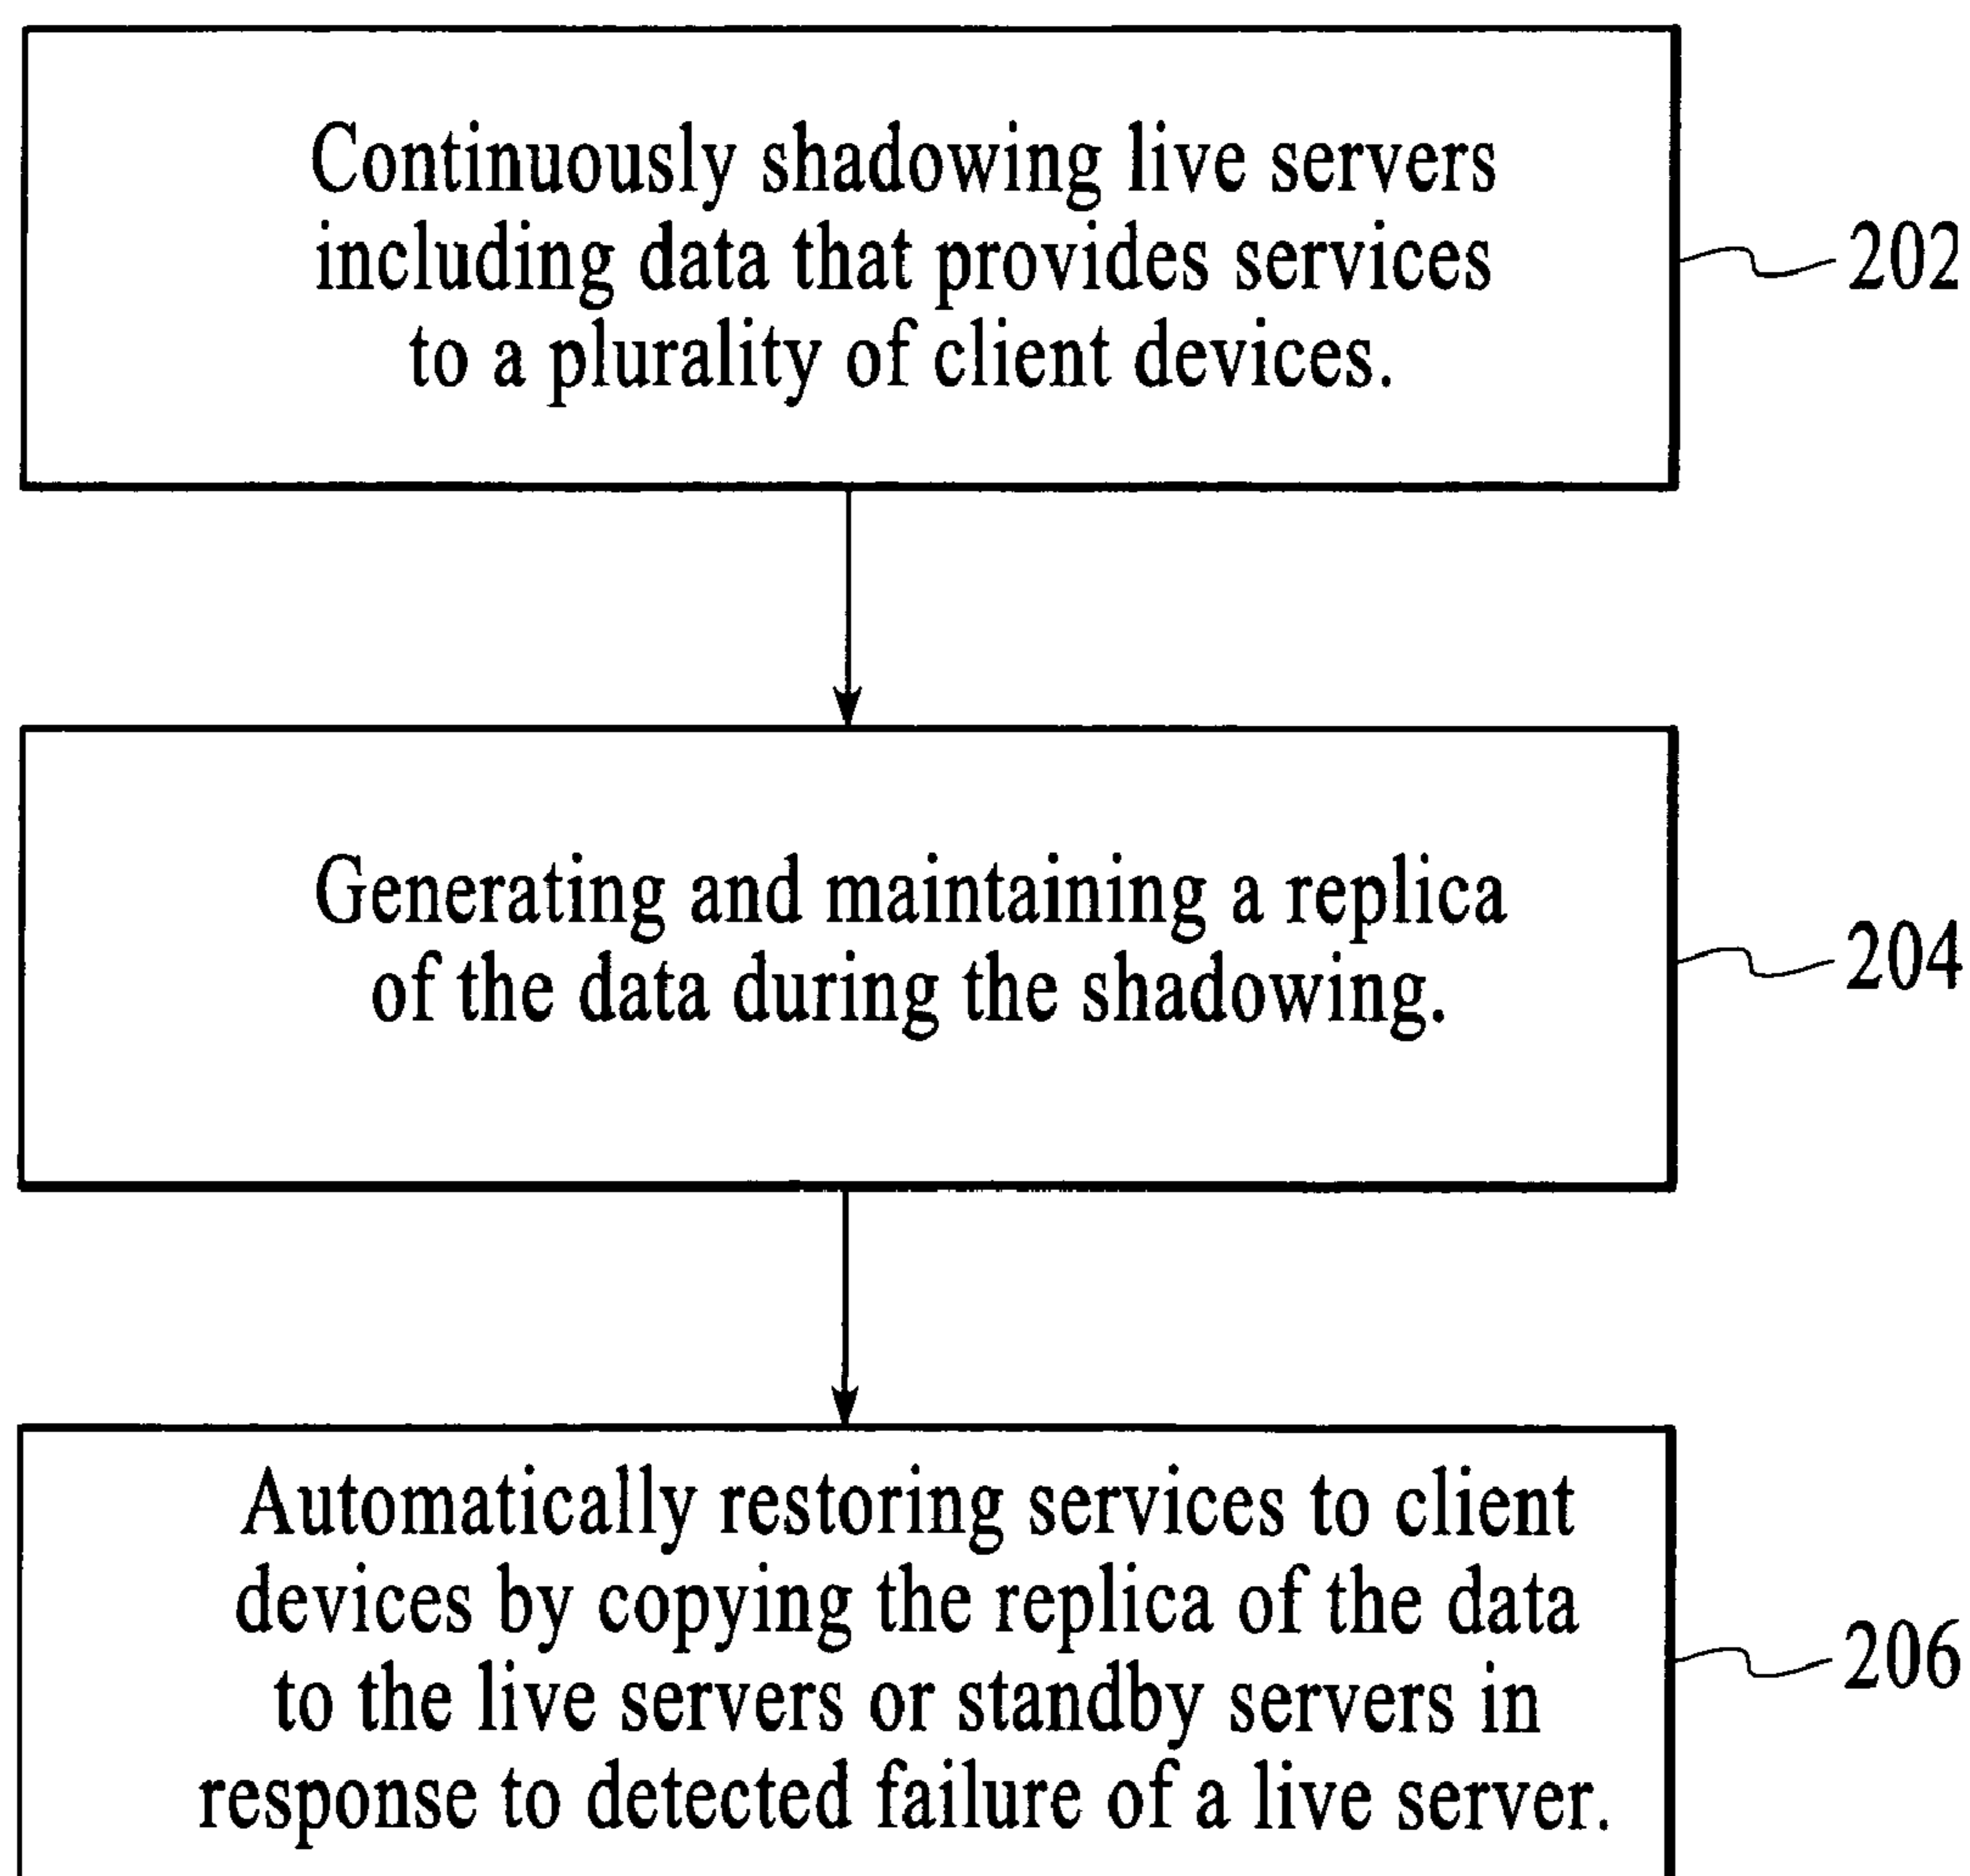 Continuously shadowing live servers
including data that provides services
to a plurality of client devices.
202
Generating and maintaining a replica
of the data during the shadowing.
204
Automatically restoring services to client
devices by copying the replica of the data
to the live servers or standby servers in
response to detected failure of a live server.
206